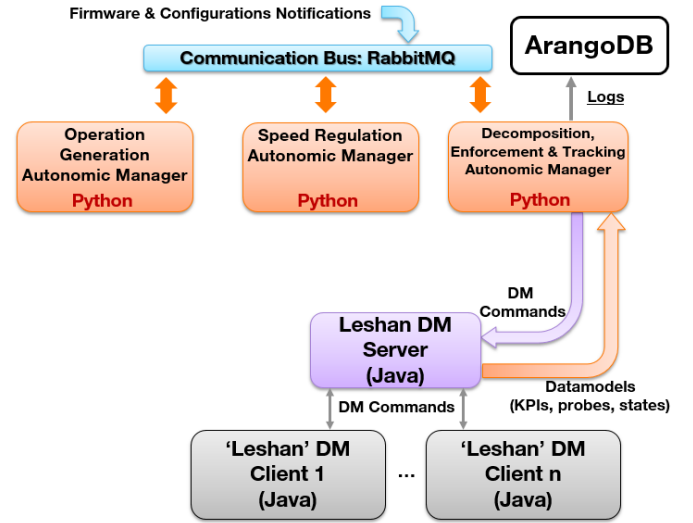 Firmware & Configurations Notifications
Communication Bus: RabbitMQ
ArangoDB
Logs
Operation
Generation
Autonomic Manager
Python
Speed Regulation
Autonomic Manager
Python
Decomposition,
Enforcement & Tracking
Autonomic Manager
Python
DM
Commands
Leshan DM
Server
(Java)
Datamodels
(KPIs, probes, states)
DM Commands
‘Leshan’ DM
Client 1
(Java)
...
‘Leshan’ DM
Client n
(Java)